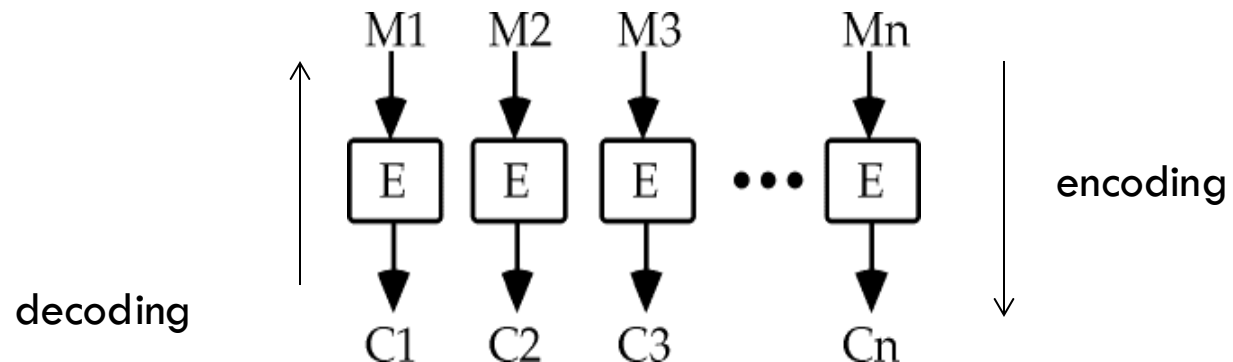 M1 M2 M3 Mn
E E E ••• E
encoding
decoding
C1 C2 C3 Cn